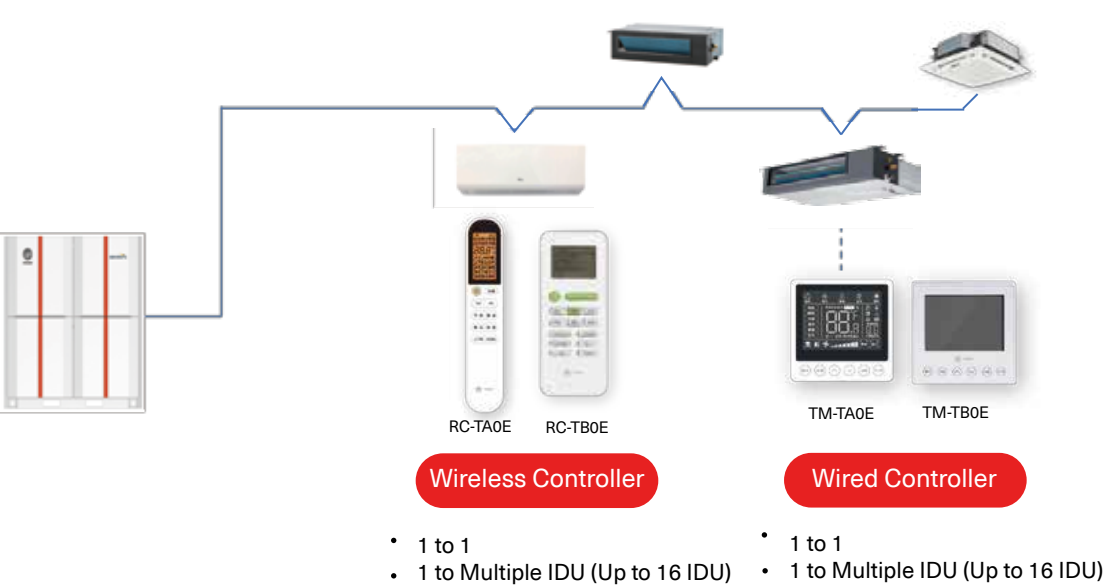 RC-TA0E
RC-TB0E
TM-TA0E
TM-TB0E
Wireless Controller
Wired Controller
• 1 to 1
• 1 to Multiple IDU (Up to 16 IDU)
• 1 to 1
• 1 to Multiple IDU (Up to 16 IDU)